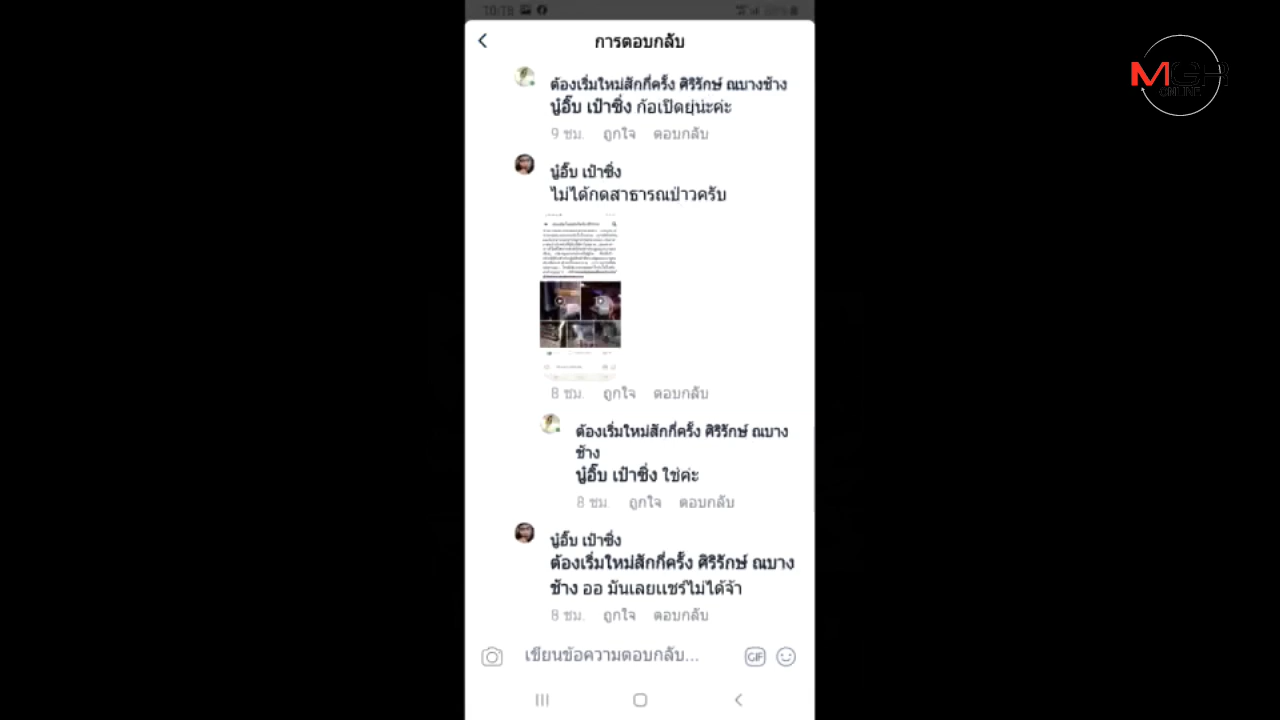 การตอบกลับ
MGR
ONLINE
ต้องเริ่มใหม่สักกี่ครั้ง ศิริรักษ์ ณบางช้าง
นู๋อิ๊บ เป๋าซิ่ง ก้อเปิดยุ่น่ะค่ะ
9 ชม. ถูกใจ ตอบกลับ
นู๋อิ๊บ เป๋าซิ่ง
ไม่ได้กดสาธารณป่าวครับ
8 ชม. ถูกใจ ตอบกลับ
ต้องเริ่มใหม่สักกี่ครั้ง ศิริรักษ์ ณบาง
ช้าง
นู๋อิ๊บ เป๋าซิ่ง ใช่ค่ะ
8 ชม. ถูกใจ ตอบกลับ
นู๋อิ๊บ เป๋าซิ่ง
ต้องเริ่มใหม่สักกี่ครั้ง ศิริรักษ์ ณบาง
ช้าง ออ มันเลยแชร์ไม่ได้จ้า
8 ชม. ถูกใจ ตอบกลับ
เขียนข้อความตอบกลับ...
GIF